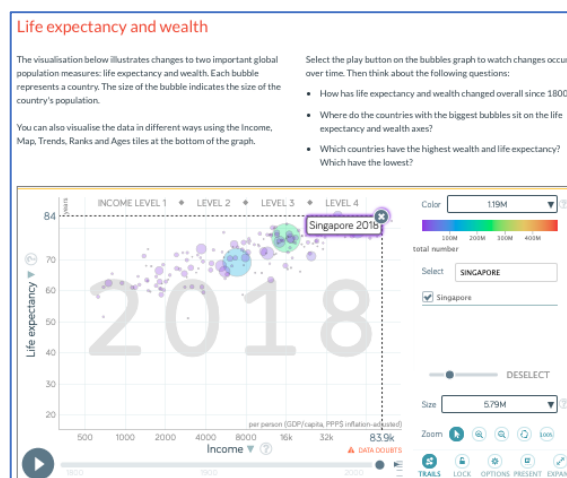 Life expectancy and wealth
The visualisation below illustrates changes to two important global
population measures: life expectancy and wealth. Each bubble
represents a country. The size of the bubble indicates the size of the
country's population.
You can also visualise the data in different ways using the Income,
Map, Trends, Ranks and Ages tiles at the bottom of the graph.
Select the play button on the bubbles graph to watch changes occu
over time. Then think about the following questions:
• How has life expectancy and wealth changed overall since 1800
• Where do the countries with the biggest bubbles sit on the life
expectancy and wealth axes?
• Which countries have the highest wealth and life expectancy?
Which have the lowest?
years
INCOME LEVEL 1 ◆ LEVEL 2 ◆ LEVEL 3 ◆ LEVEL 4
84
Singapore 2018
70
60
50
40
30
20
Life expectancy
?
2018
per person (GDP/capita, PPP$ inflation-adjusted)
500 1000 2000 4000 8000 16k 32k 83.9k
Income ?
DATA DOUBTS
1800 1900 2000
Color 1.19M ?
100M 200M 300M 400M
total number
Select SINGAPORE
Singapore
DESELECT
Size 5.79M ?
Zoom 100%
TRAILS LOCK OPTIONS PRESENT EXPAN